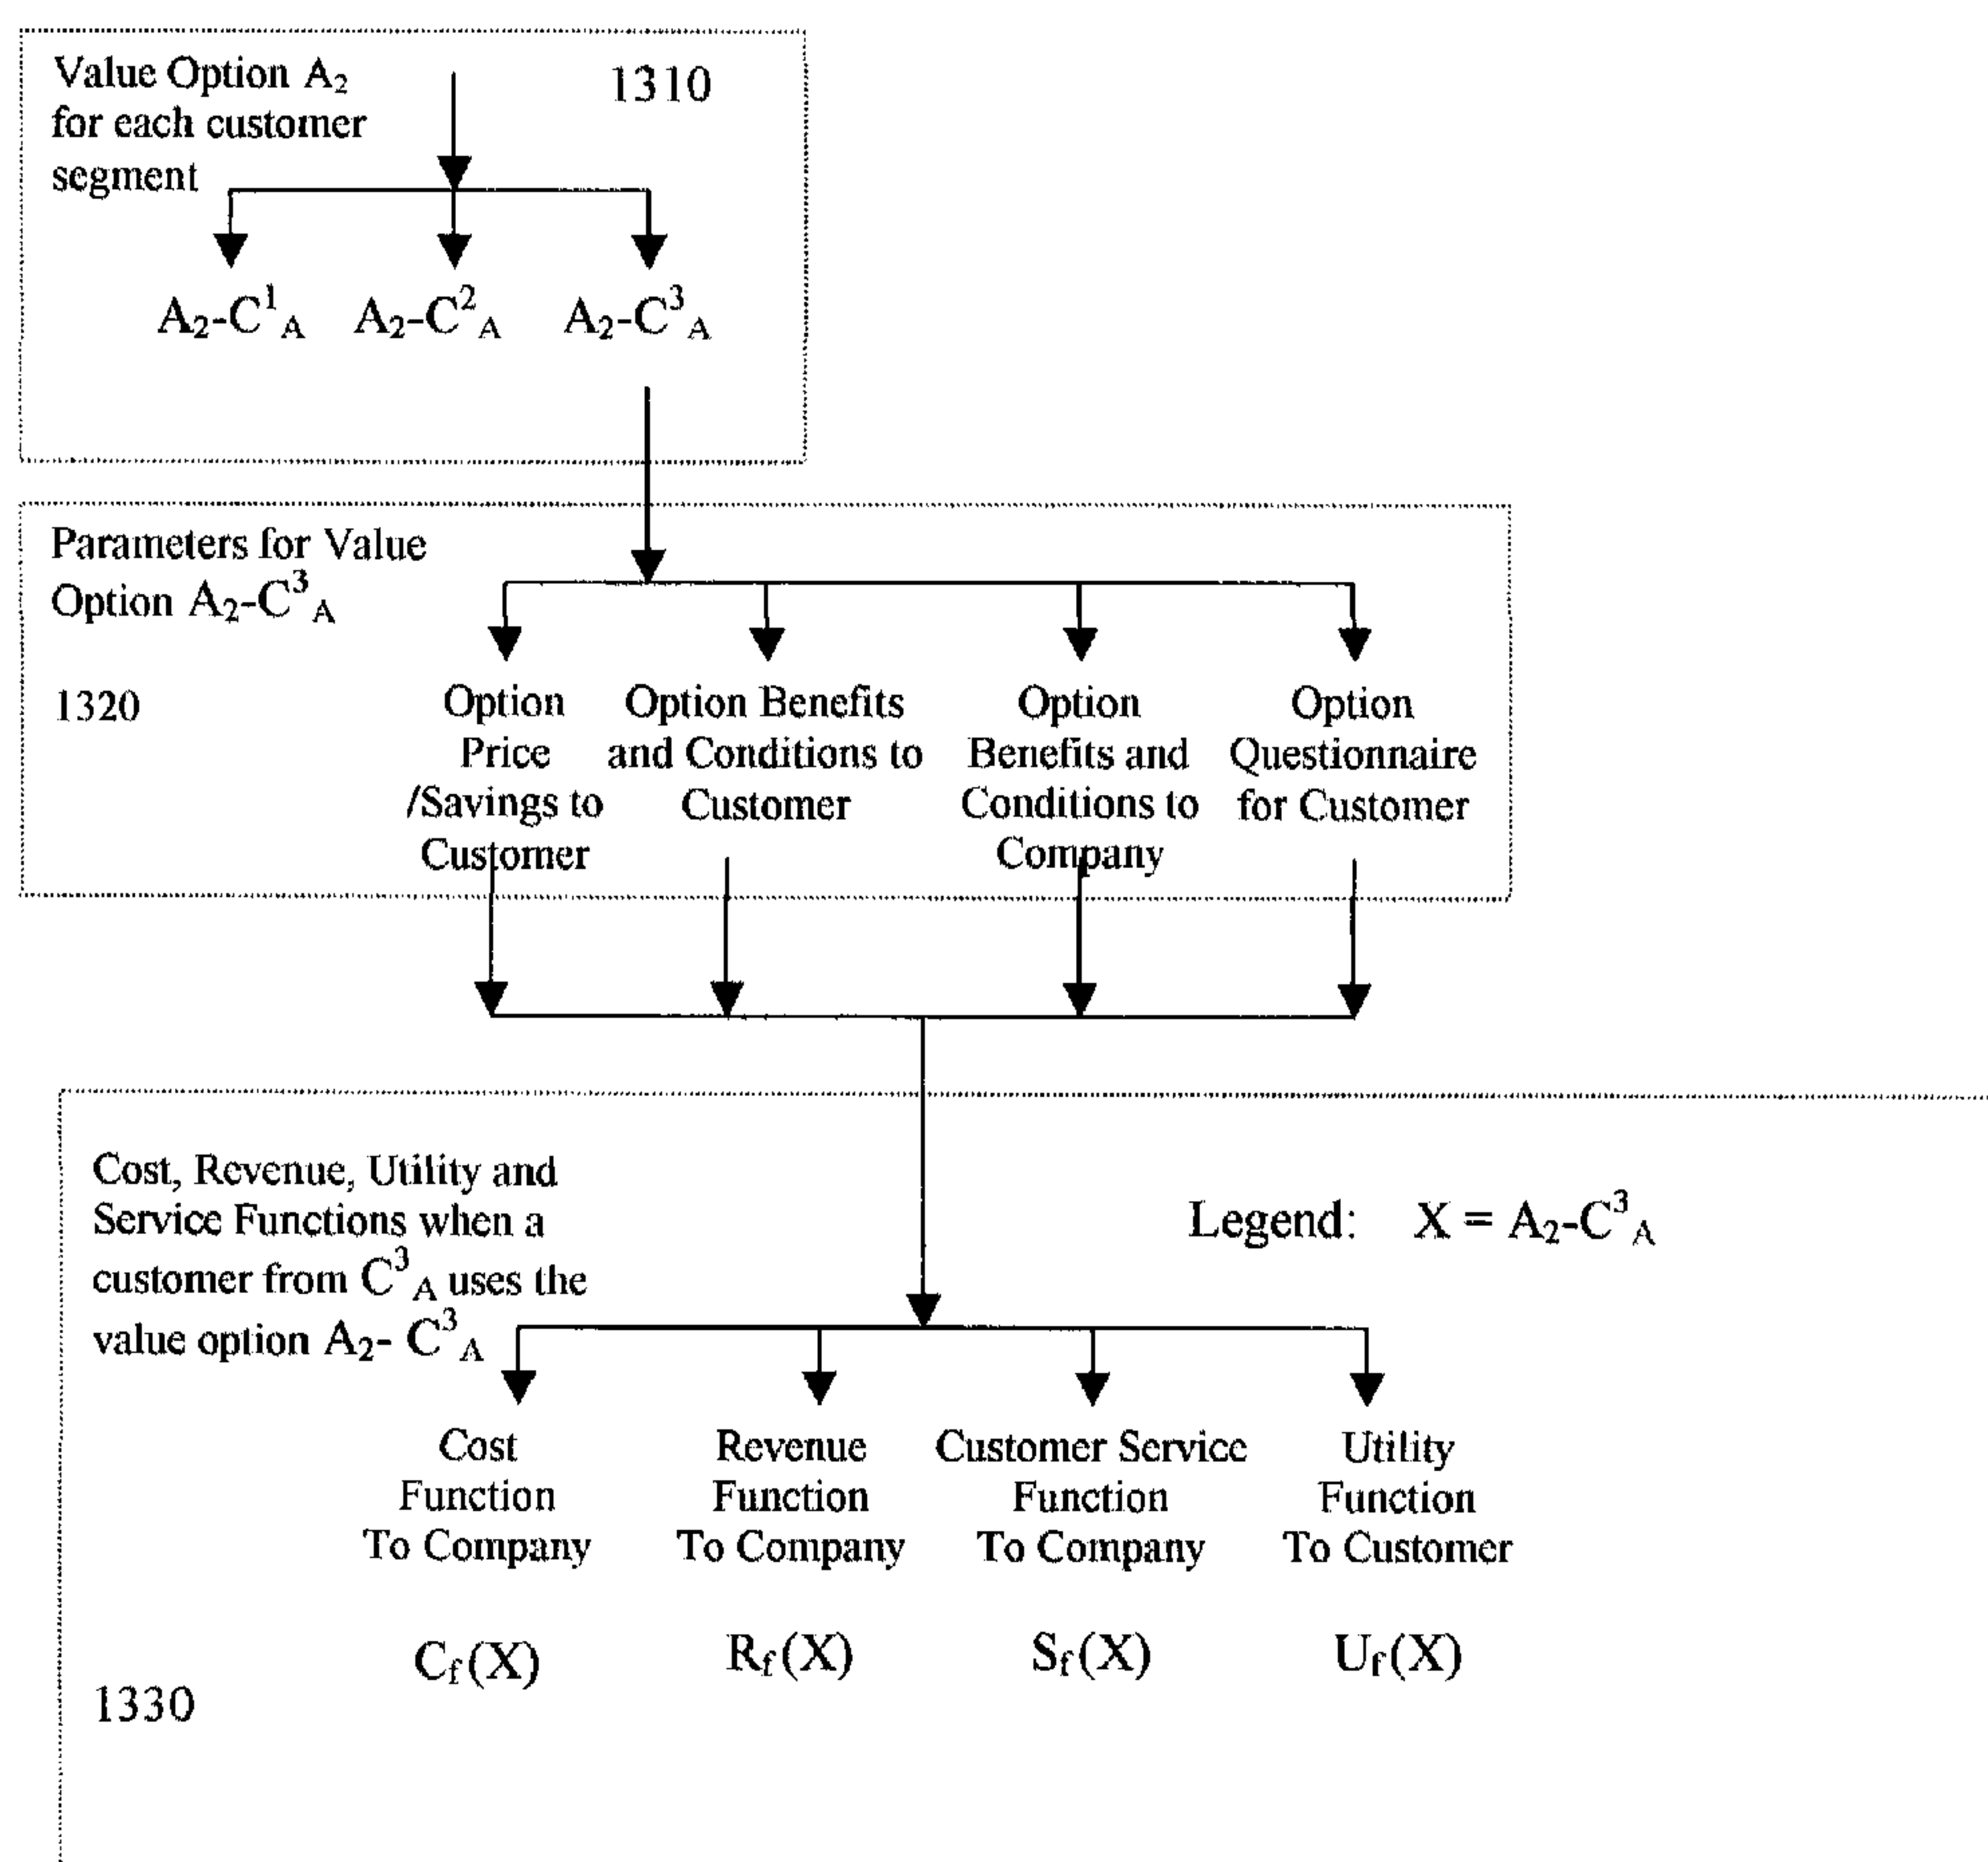 Value Option A₂
for each customer
segment
1310
A₂-C¹A A₂-C²A A₂-C³A
Parameters for Value
Option A₂-C³A
1320
Option
Price
/Savings to
Customer
Option Benefits
and Conditions to
Customer
Option
Benefits and
Conditions to
Company
Option
Questionnaire
for Customer
Cost, Revenue, Utility and
Service Functions when a
customer from C³A uses the
value option A₂- C³A
Legend: X = A₂-C³A
Cost
Function
To Company
Revenue
Function
To Company
Customer Service
Function
To Company
Utility
Function
To Customer
Cf(X) Rf(X) Sf(X) Uf(X)
1330